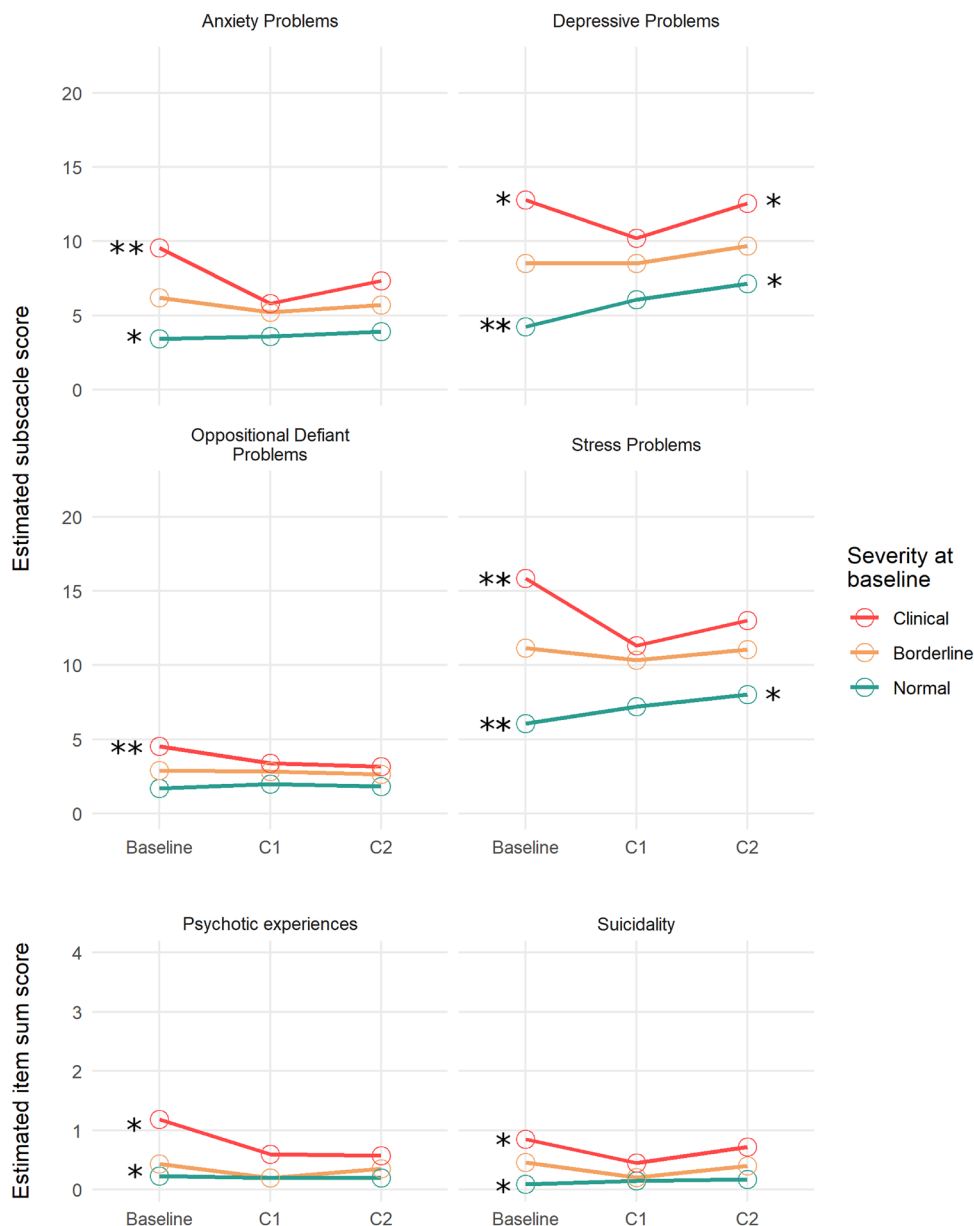 Anxiety Problems
Depressive Problems
20
15
10
5
0
*
**
*
*
**
*
Estimated subscacle score
Oppositional Defiant
Problems
Stress Problems
20
15
10
5
0
**
**
**
*
Baseline
C1
C2
Baseline
C1
C2
Severity at
baseline
Clinical
Borderline
Normal
Psychotic experiences
Suicidality
Estimated item sum score
4
3
2
1
0
*
*
*
*
Baseline
C1
C2
Baseline
C1
C2